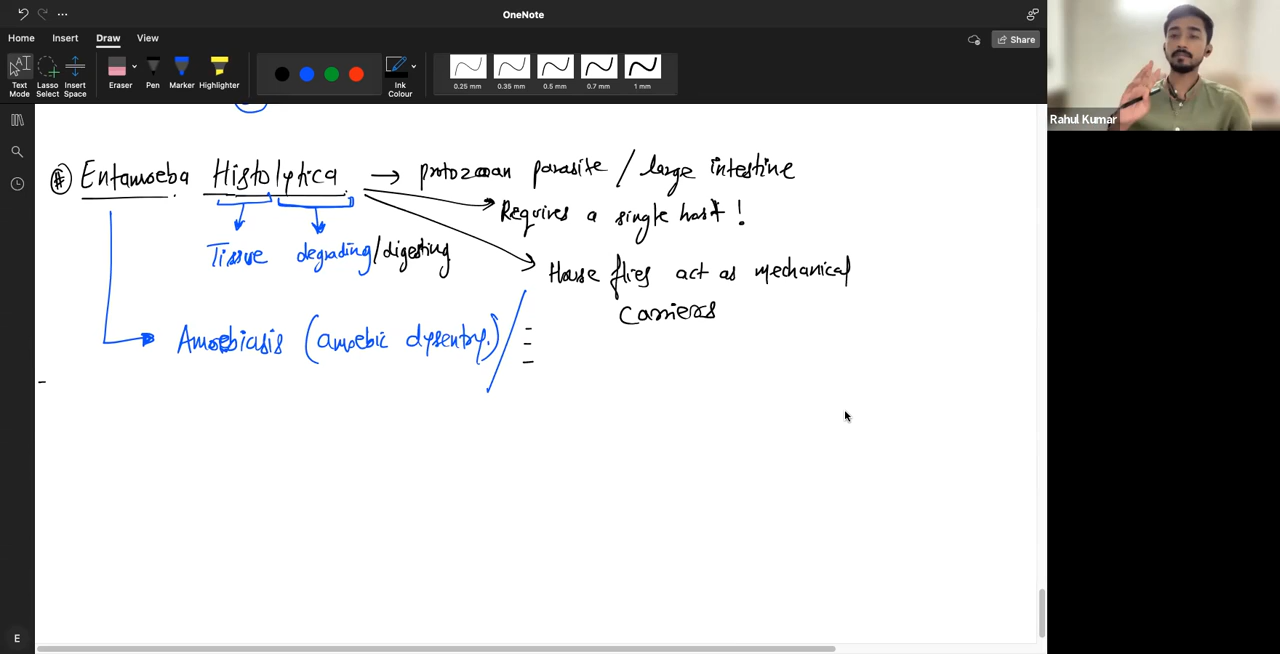 OneNote
Home Insert Draw View
Share
Text Mode
Lasso Select
Insert Space
Eraser
Pen
Marker
Highlighter
Ink Colour
0.25 mm
0.35 mm
0.5 mm
0.7 mm
1 mm
Rahul Kumar
# Entamoeba Histolytica → protozoan parasite / large intestine
Requires a single host !
Tissue degrading/digesting
House flies act as mechanical
carriers
Amoebiasis (amoebic dysentry.)
E